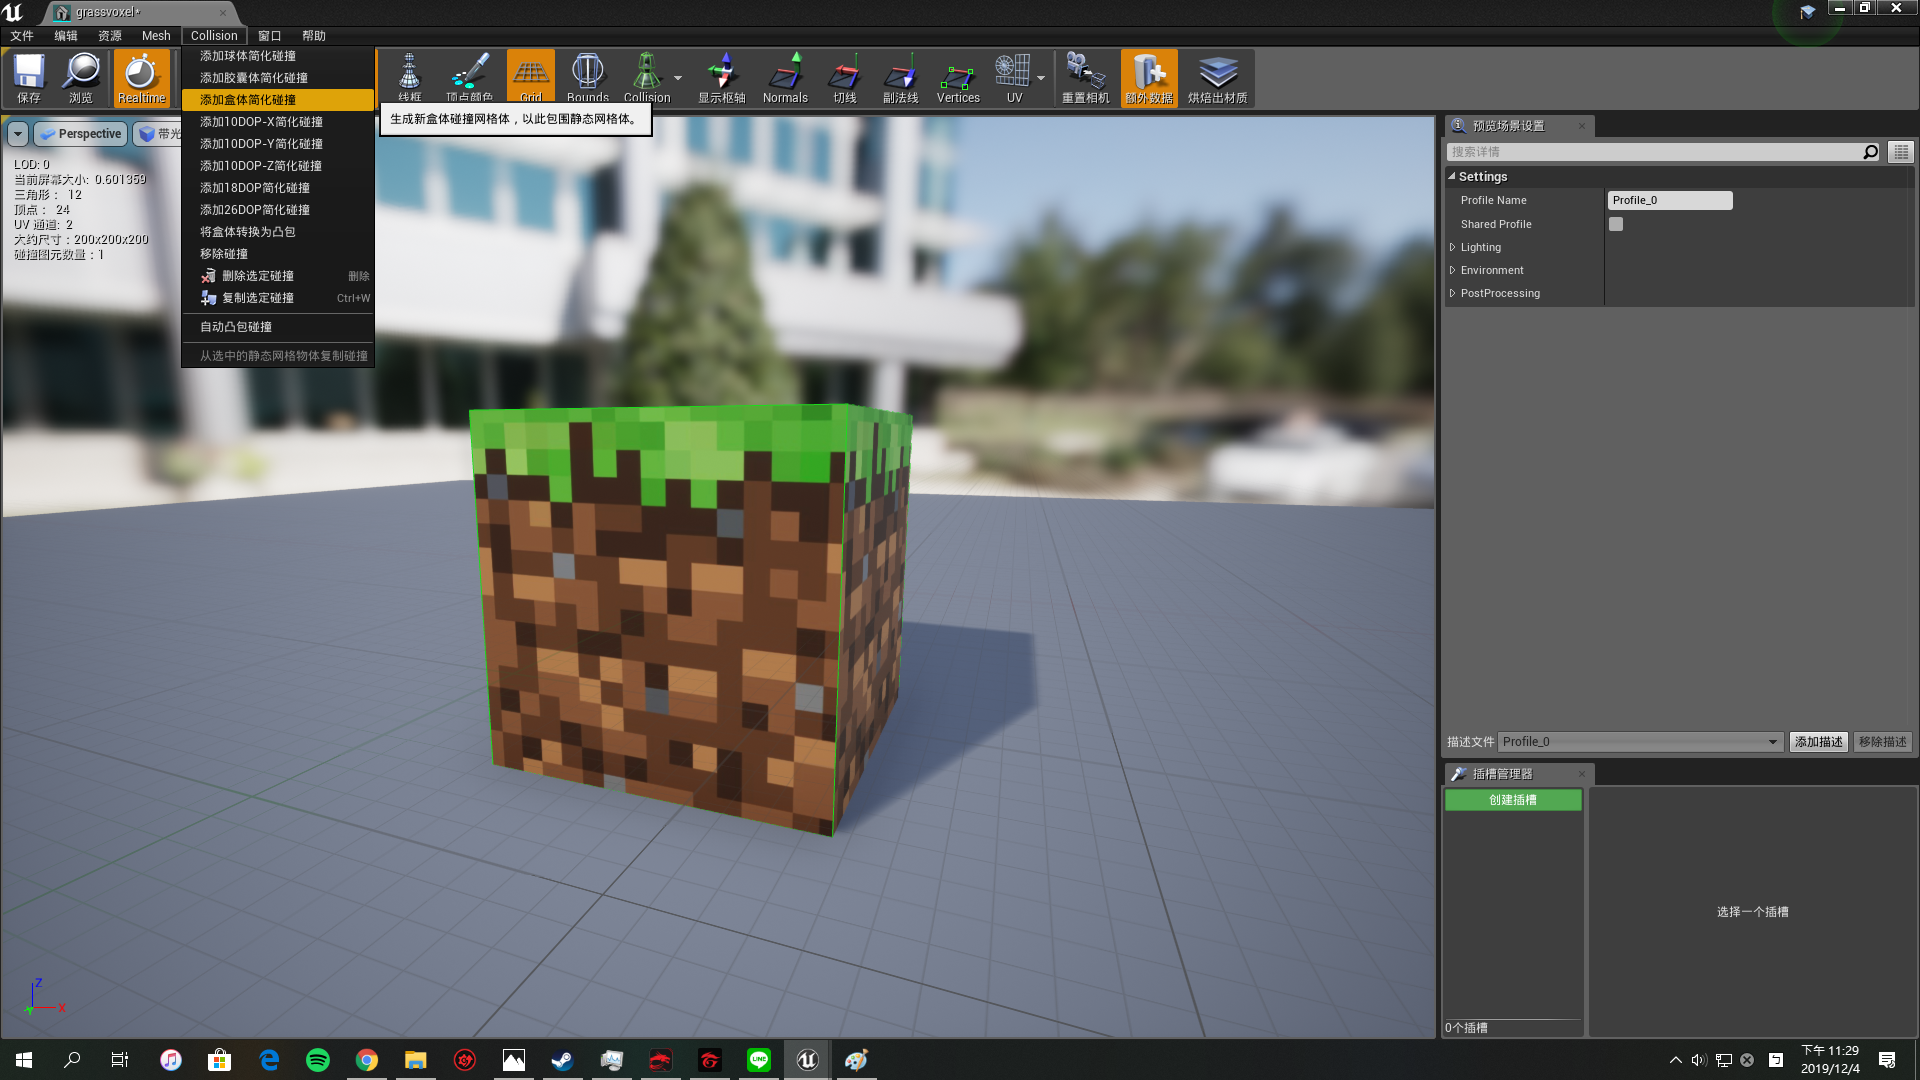 grassvoxel*
文件 编辑 资源 Mesh Collision 窗口 帮助
保存 浏览 Realtime 线框 顶点颜色 Grid Bounds Collision 显示枢轴 Normals 切线 副法线 Vertices UV 重置相机 额外数据 烘焙出材质
添加球体简化碰撞
添加胶囊体简化碰撞
添加盒体简化碰撞
添加10DOP-X简化碰撞
添加10DOP-Y简化碰撞
添加10DOP-Z简化碰撞
添加18DOP简化碰撞
添加26DOP简化碰撞
将盒体转换为凸包
移除碰撞
删除选定碰撞 删除
复制选定碰撞 Ctrl+W
自动凸包碰撞
从选中的静态网格物体复制碰撞
生成新盒体碰撞网格体，以此包围静态网格体。
Perspective 带光
LOD: 0
当前屏幕大小: 0.601359
三角形： 12
顶点： 24
UV 通道: 2
大约尺寸：200x200x200
碰撞图元数量：1
Z
X
Y
预览场景设置
搜索详情
Settings
Profile Name Profile_0
Shared Profile
Lighting
Environment
PostProcessing
描述文件 Profile_0 添加描述 移除描述
插槽管理器
创建插槽
选择一个插槽
0个插槽
LINE
下午 11:29
2019/12/4